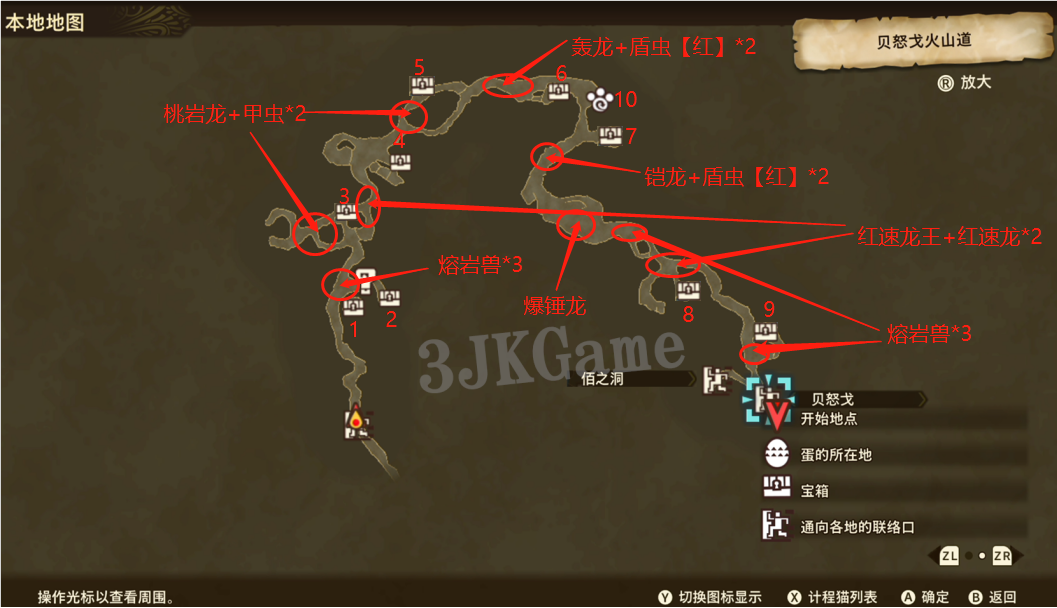 本地地图
贝怒戈火山道
R 放大
轰龙+盾虫【红】*2
5
6
10
桃岩龙+甲虫*2
7
4
铠龙+盾虫【红】*2
3
红速龙王+红速龙*2
熔岩兽*3
爆锤龙
1
2
8
9
熔岩兽*3
3JKGame
佰之洞
贝怒戈
开始地点
蛋的所在地
宝箱
通向各地的联络口
ZL
ZR
操作光标以查看周围。
Y 切换图标显示
X 计程猫列表
A 确定
B 返回